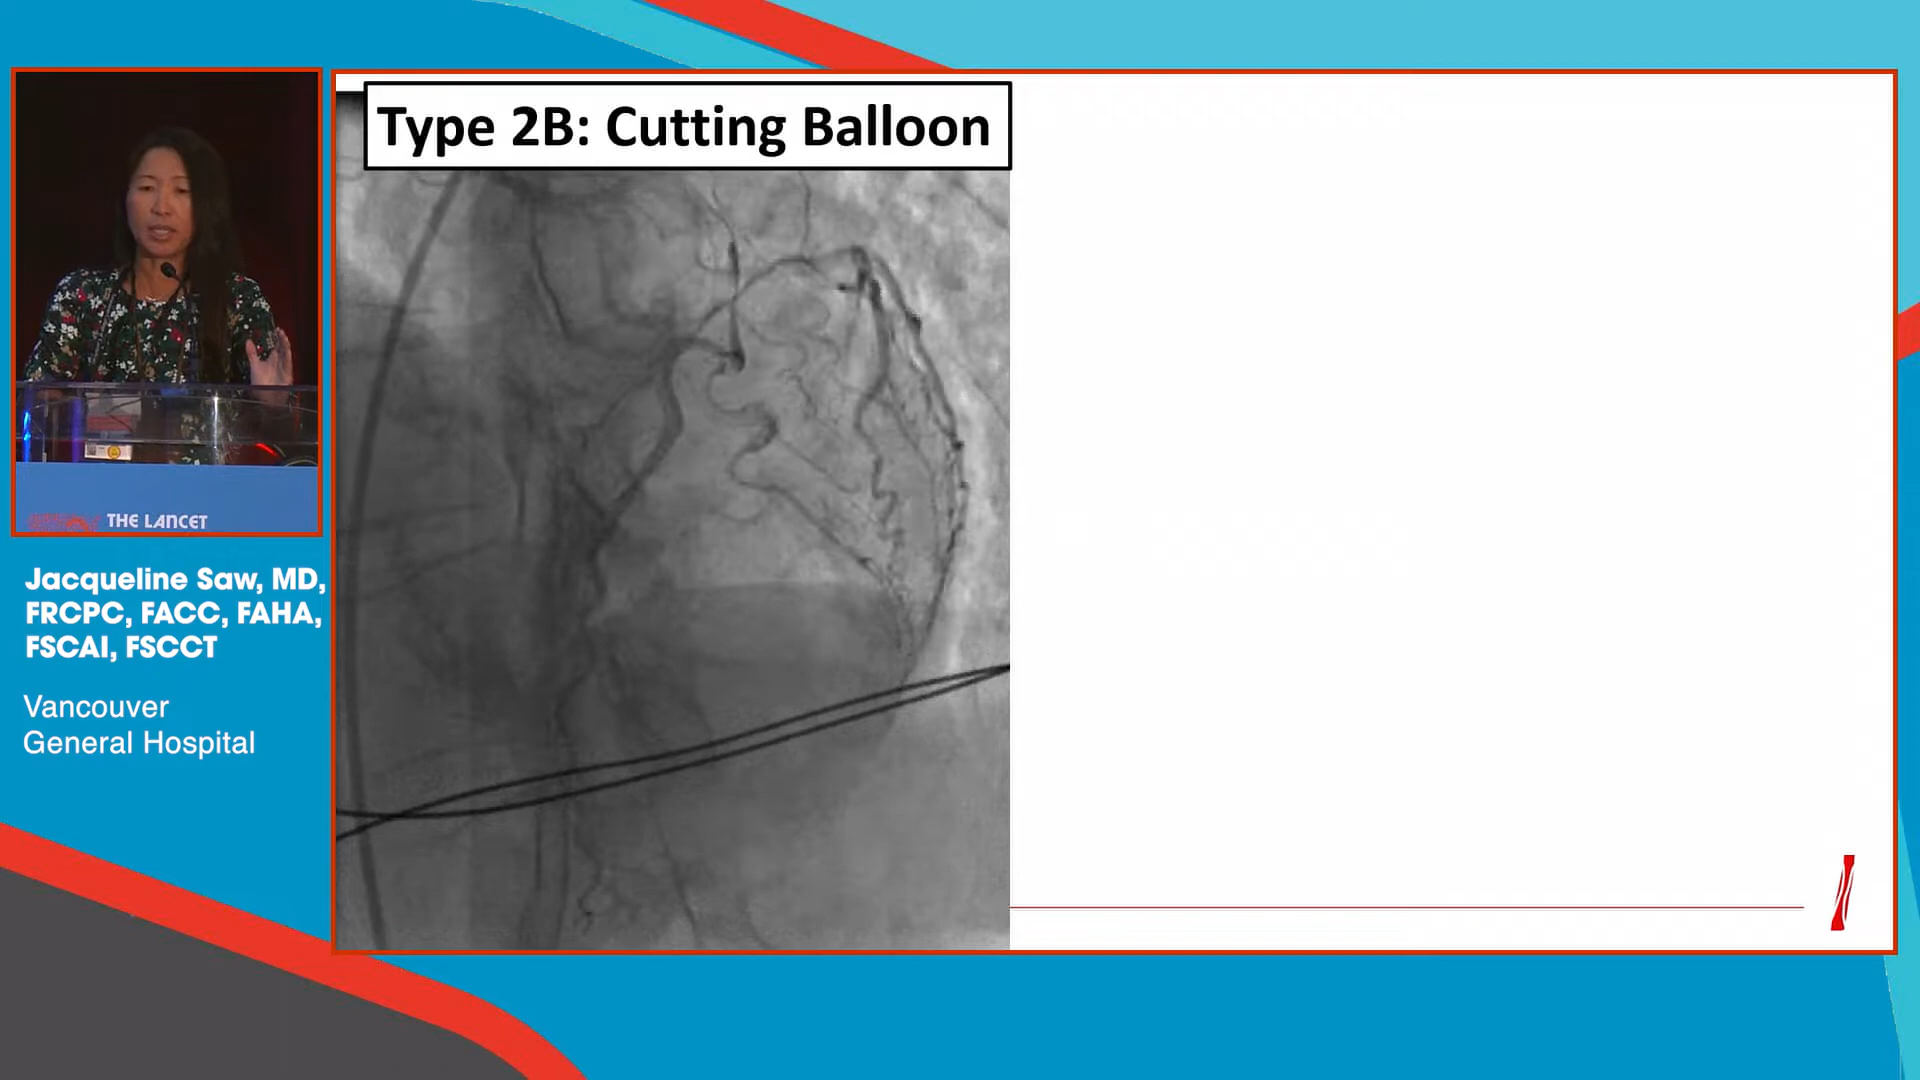 Type 2B: Cutting Balloon
THE LANCET
Jacqueline Saw, MD,
FRCPC, FACC, FAHA,
FSCAI, FSCCT
Vancouver
General Hospital